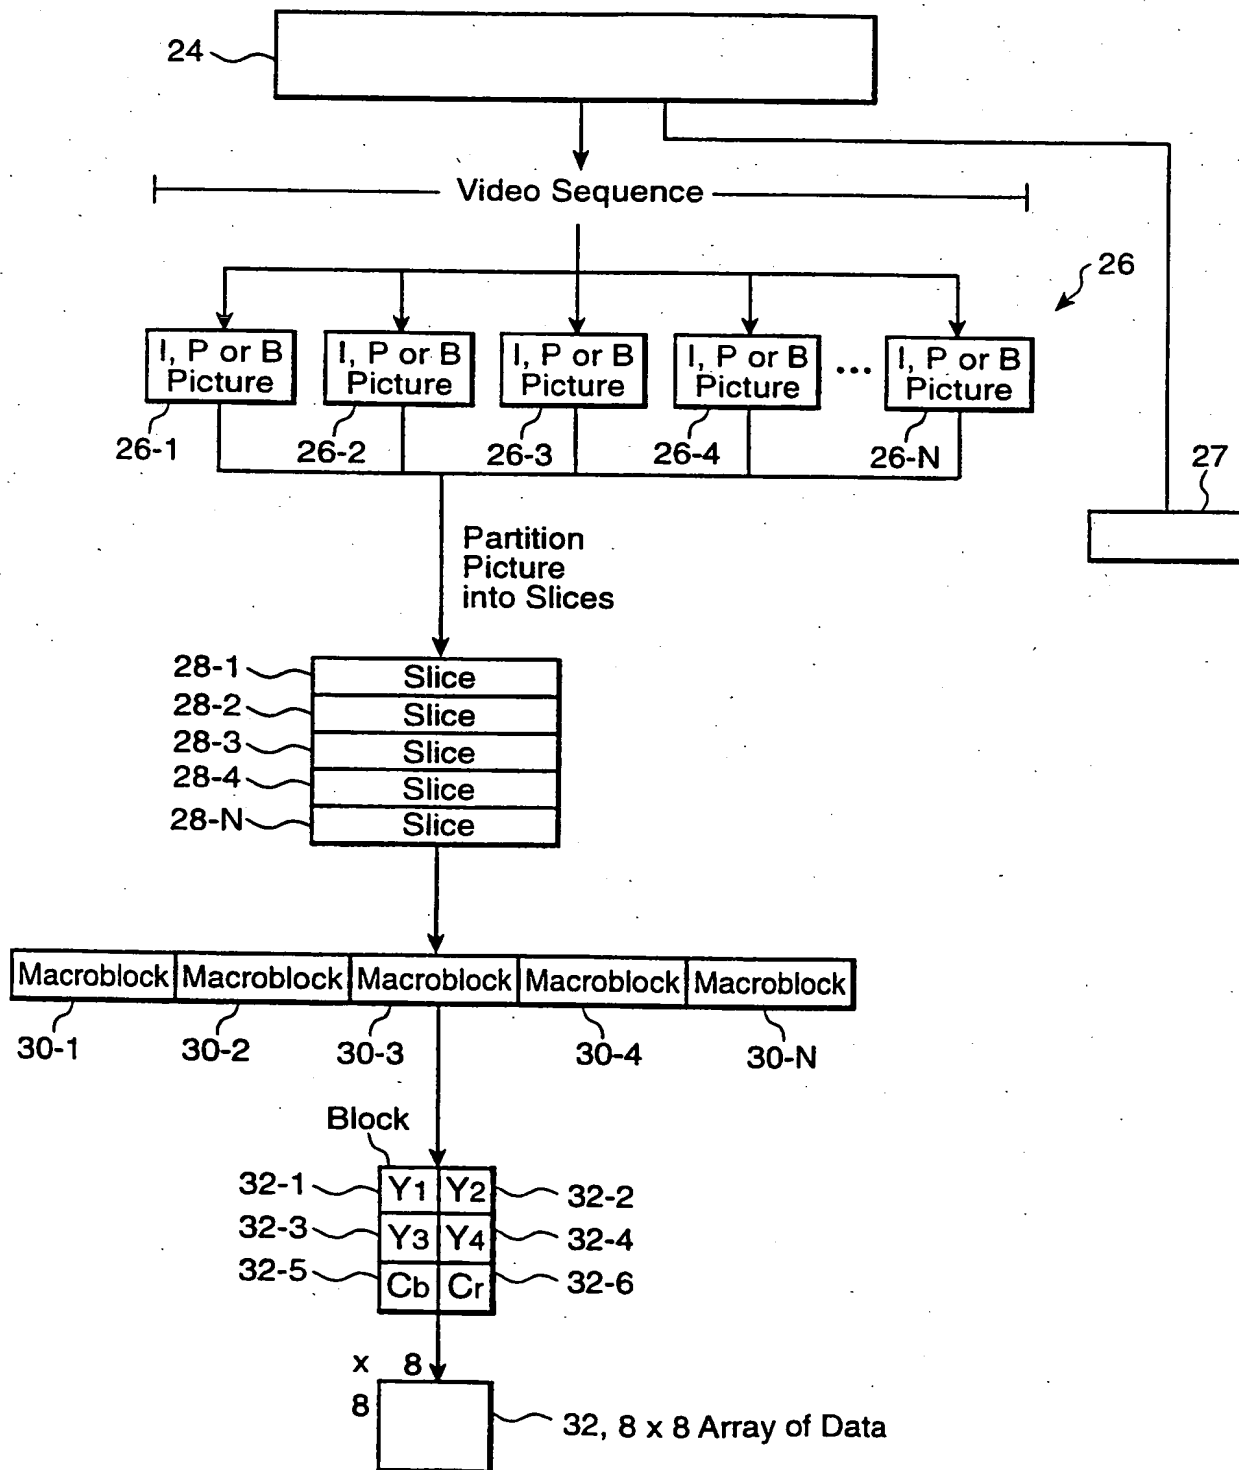 24
Video Sequence
26
I, P or B
Picture
I, P or B
Picture
I, P or B
Picture
I, P or B
Picture
...
I, P or B
Picture
26-1
26-2
26-3
26-4
26-N
27
Partition
Picture
into Slices
28-1
Slice
28-2
Slice
28-3
Slice
28-4
Slice
28-N
Slice
Macroblock
Macroblock
Macroblock
Macroblock
Macroblock
30-1
30-2
30-3
30-4
30-N
Block
32-1
Y1
Y2
32-2
32-3
Y3
Y4
32-4
32-5
Cb
Cr
32-6
x
8
8
32, 8 x 8 Array of Data